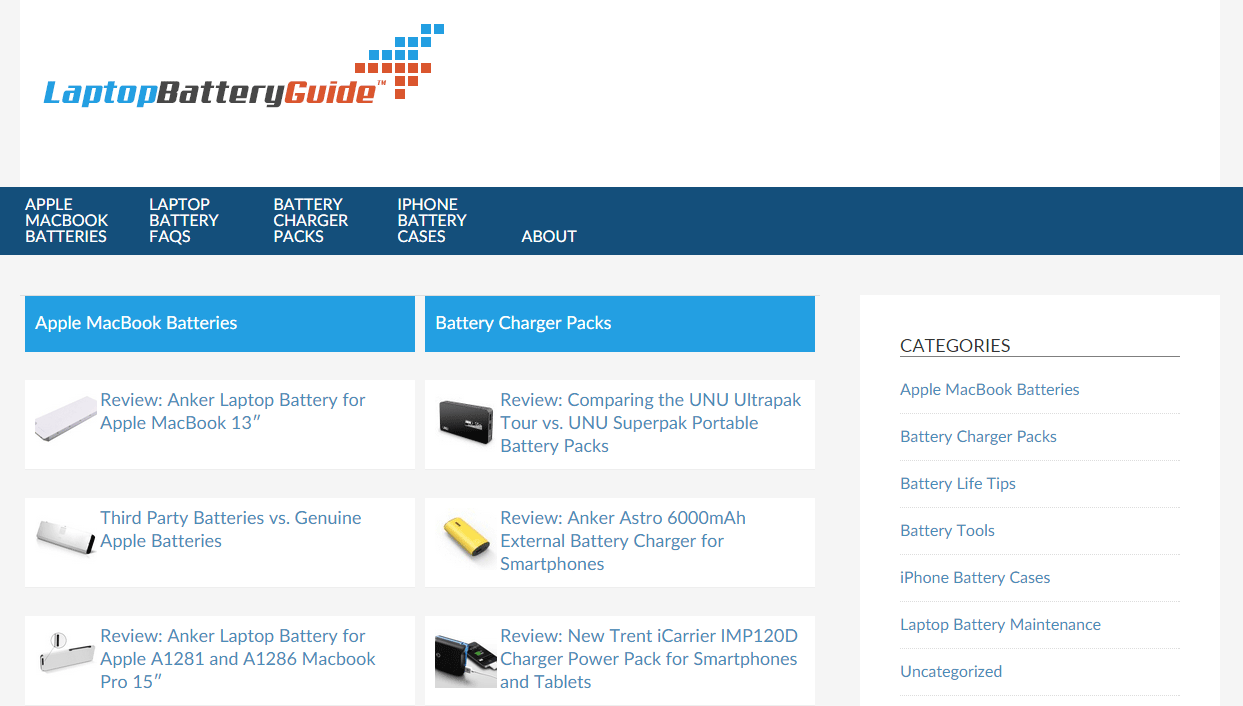 LaptopBatteryGuide™
APPLE
MACBOOK
BATTERIES
LAPTOP
BATTERY
FAQS
BATTERY
CHARGER
PACKS
IPHONE
BATTERY
CASES
ABOUT
Apple MacBook Batteries
Review: Anker Laptop Battery for
Apple MacBook 13″
Third Party Batteries vs. Genuine
Apple Batteries
Review: Anker Laptop Battery for
Apple A1281 and A1286 Macbook
Pro 15″
Battery Charger Packs
Review: Comparing the UNU Ultrapak
Tour vs. UNU Superpak Portable
Battery Packs
Review: Anker Astro 6000mAh
External Battery Charger for
Smartphones
Review: New Trent iCarrier IMP120D
Charger Power Pack for Smartphones
and Tablets
CATEGORIES
Apple MacBook Batteries
Battery Charger Packs
Battery Life Tips
Battery Tools
iPhone Battery Cases
Laptop Battery Maintenance
Uncategorized